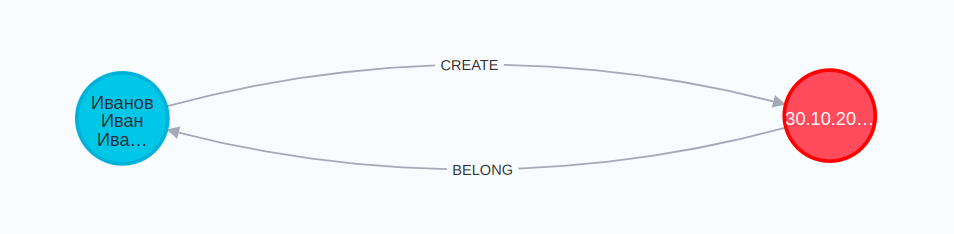 CREATE
Иванов
Иван
Ива…
30.10.20…
BELONG